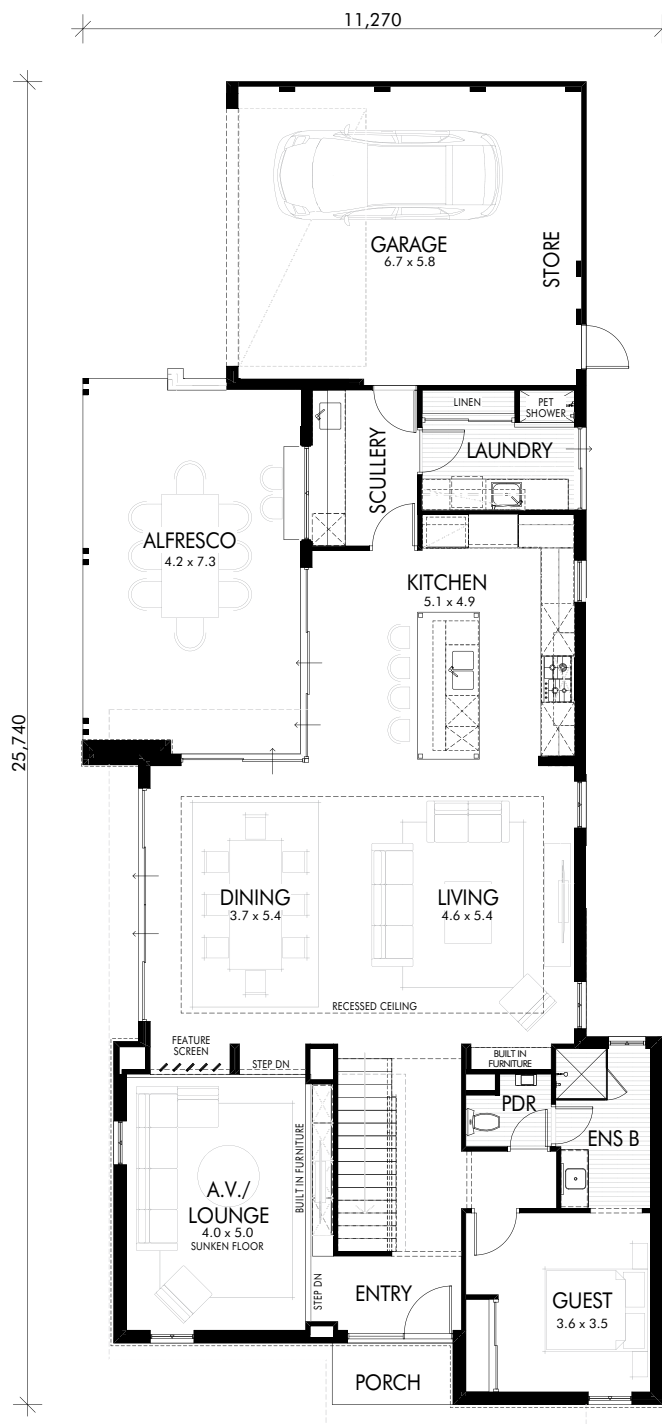 11,270
25,740
GARAGE
6.7 x 5.8
STORE
LINEN
PET
SHOWER
SCULLERY
LAUNDRY
ALFRESCO
4.2 x 7.3
KITCHEN
5.1 x 4.9
DINING
3.7 x 5.4
LIVING
4.6 x 5.4
RECESSED CEILING
FEATURE
SCREEN
STEP DN
BUILT IN
FURNITURE
PDR
ENS B
BUILT IN FURNITURE
A.V./
LOUNGE
4.0 x 5.0
SUNKEN FLOOR
STEP DN
ENTRY
GUEST
3.6 x 3.5
PORCH